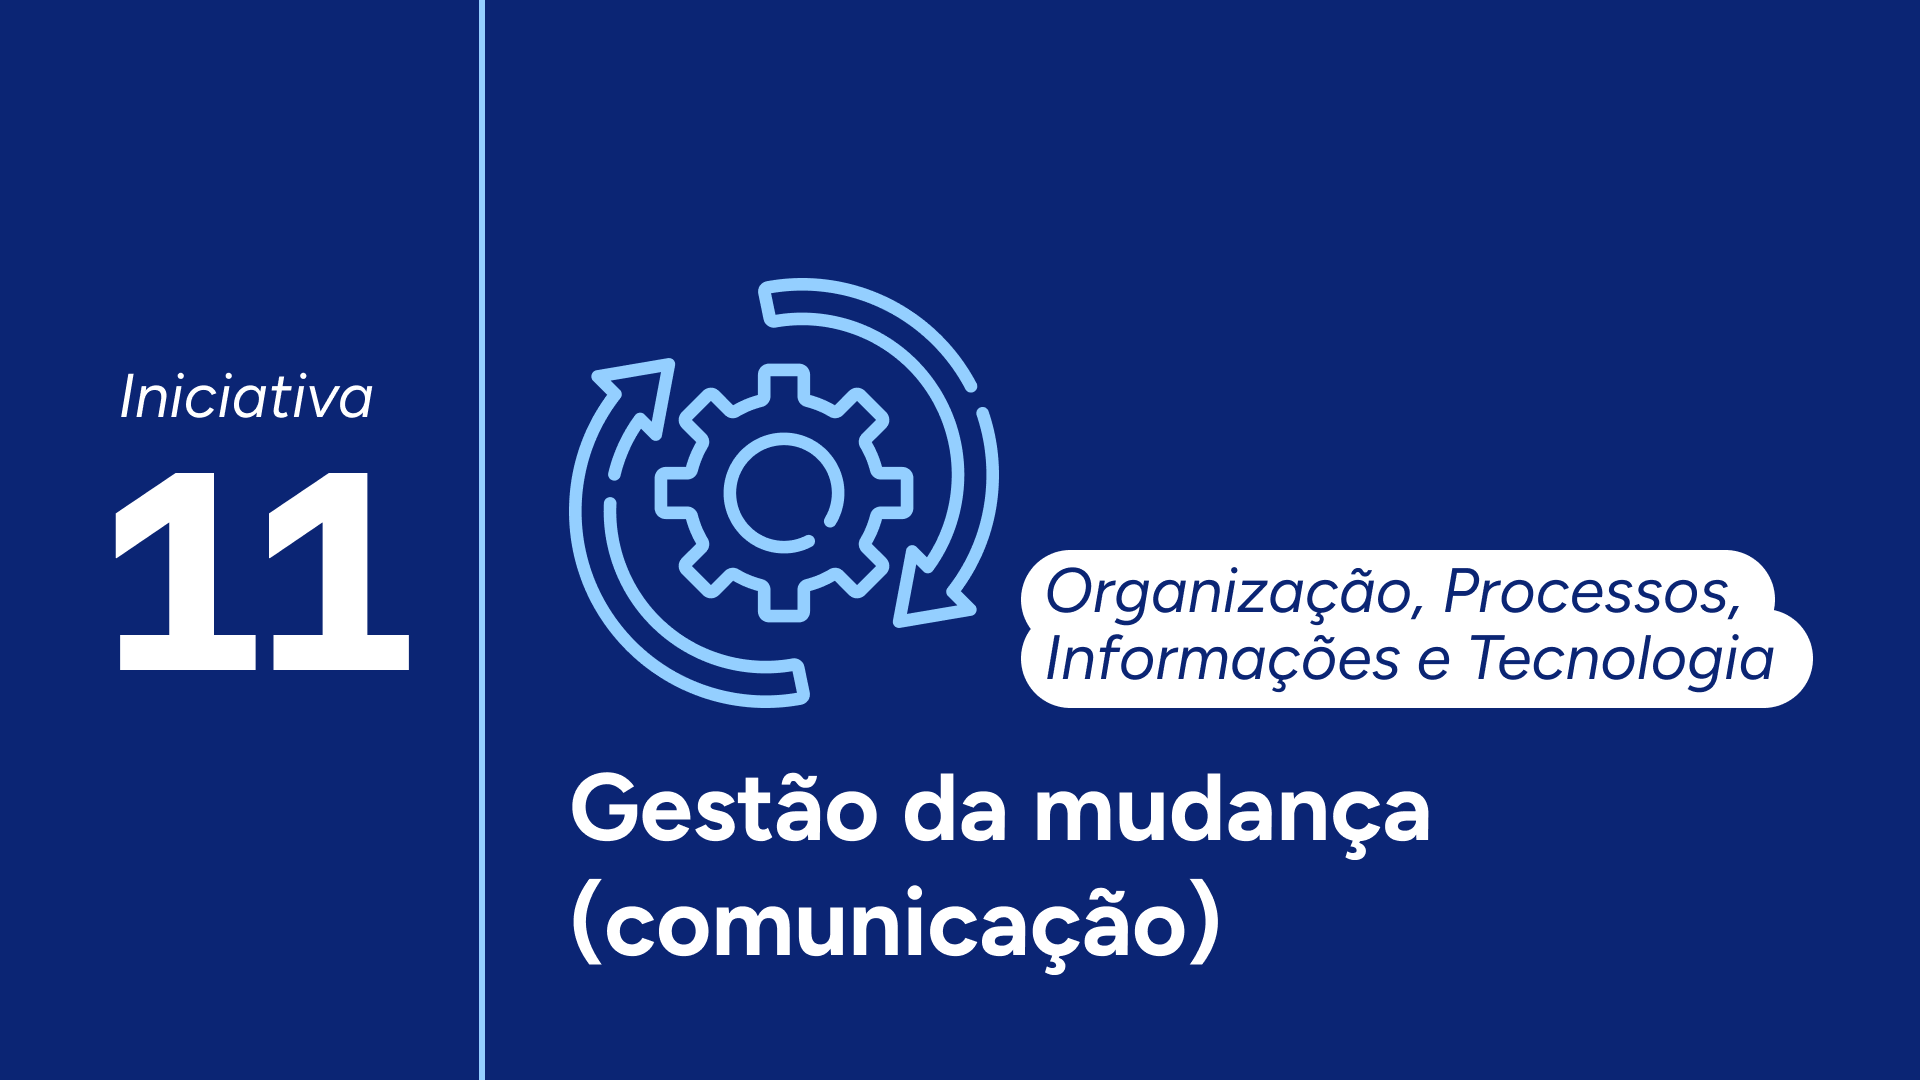 Iniciativa
11
Organização, Processos,
Informações e Tecnologia
Gestão da mudança
(comunicação)